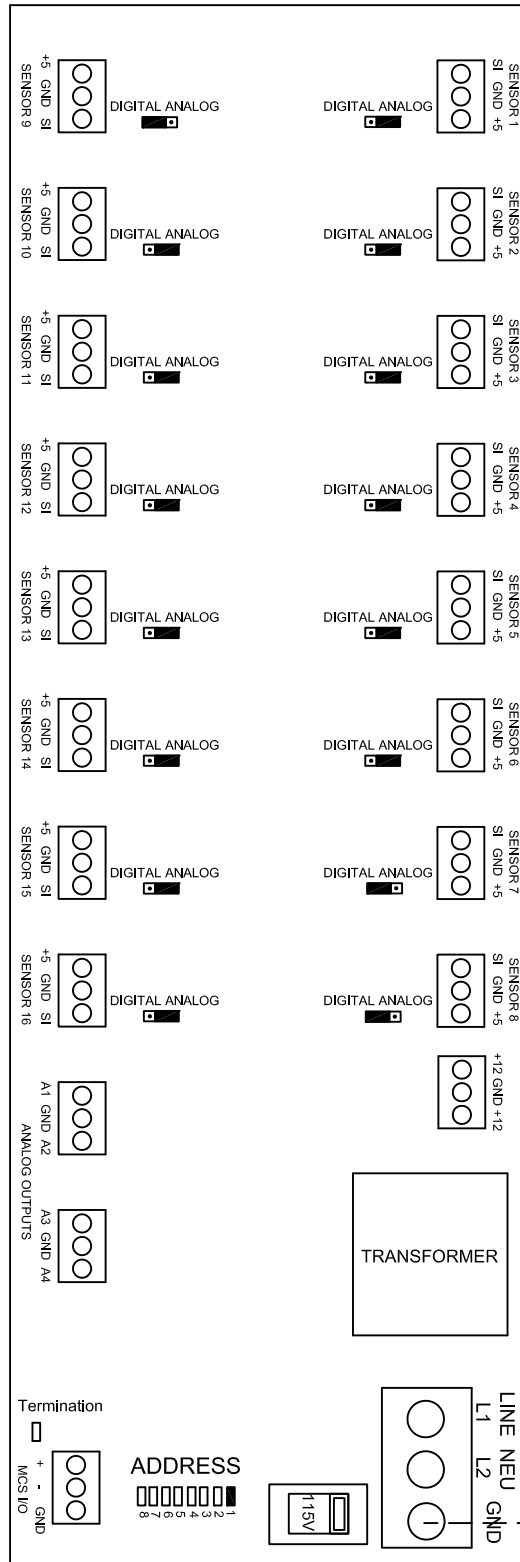 SENSOR 9
+5 GND SI
DIGITAL ANALOG
DIGITAL ANALOG
SI GND +5
SENSOR 1
SENSOR 10
+5 GND SI
DIGITAL ANALOG
DIGITAL ANALOG
SI GND +5
SENSOR 2
SENSOR 11
+5 GND SI
DIGITAL ANALOG
DIGITAL ANALOG
SI GND +5
SENSOR 3
SENSOR 12
+5 GND SI
DIGITAL ANALOG
DIGITAL ANALOG
SI GND +5
SENSOR 4
SENSOR 13
+5 GND SI
DIGITAL ANALOG
DIGITAL ANALOG
SI GND +5
SENSOR 5
SENSOR 14
+5 GND SI
DIGITAL ANALOG
DIGITAL ANALOG
SI GND +5
SENSOR 6
SENSOR 15
+5 GND SI
DIGITAL ANALOG
DIGITAL ANALOG
SI GND +5
SENSOR 7
SENSOR 16
+5 GND SI
DIGITAL ANALOG
DIGITAL ANALOG
SI GND +5
SENSOR 8
+12 GND +12
ANALOG OUTPUTS
A1 GND A2
A3 GND A4
TRANSFORMER
Termination
MCS I/O
+ - GND
ADDRESS
8 7 6 5 4 3 2 1
115V
L1 L2
LINE NEU GND